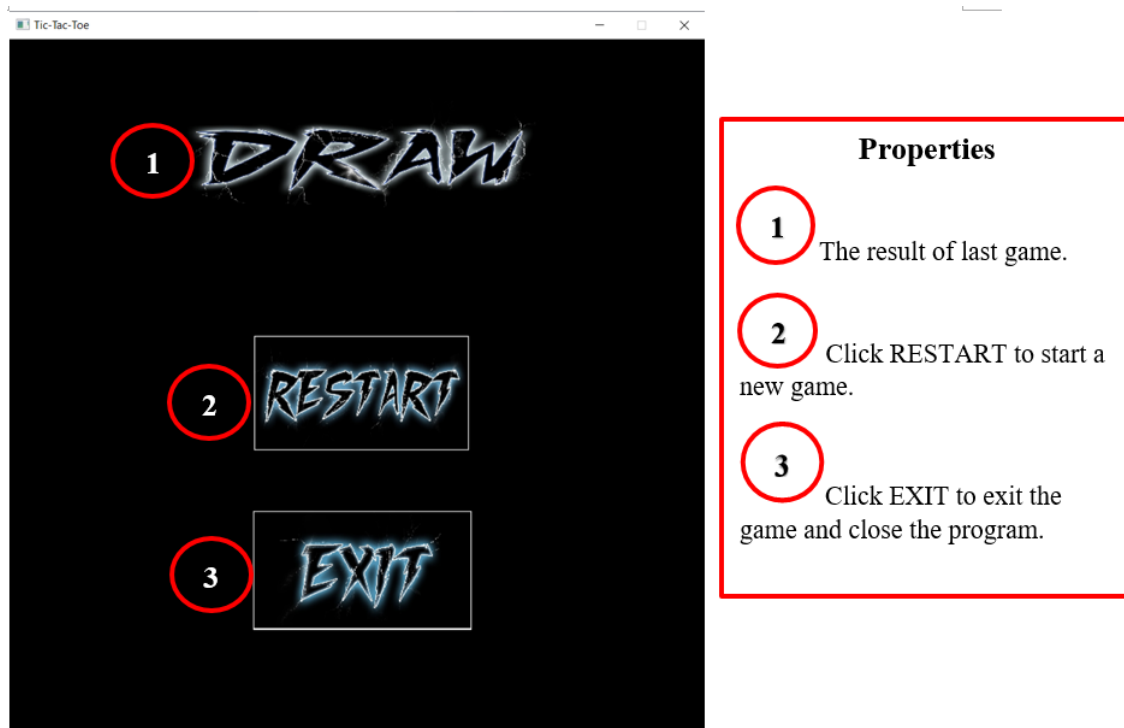 Tic-Tac-Toe
1
DRAW
2
RESTART
3
EXIT
Properties
1
The result of last game.
2
Click RESTART to start a
new game.
3
Click EXIT to exit the
game and close the program.